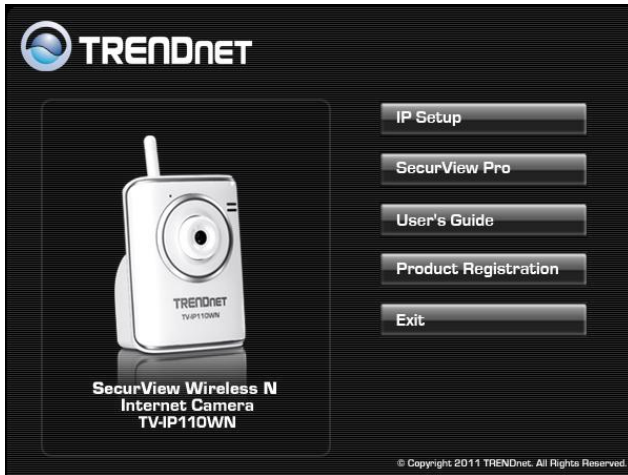 TRENDNET
IP Setup
SecurView Pro
User's Guide
Product Registration
Exit
TRENDNET
TV-IP110WN
SecurView Wireless N
Internet Camera
TV-IP110WN
© Copyright 2011 TRENDnet. All Rights Reserved.